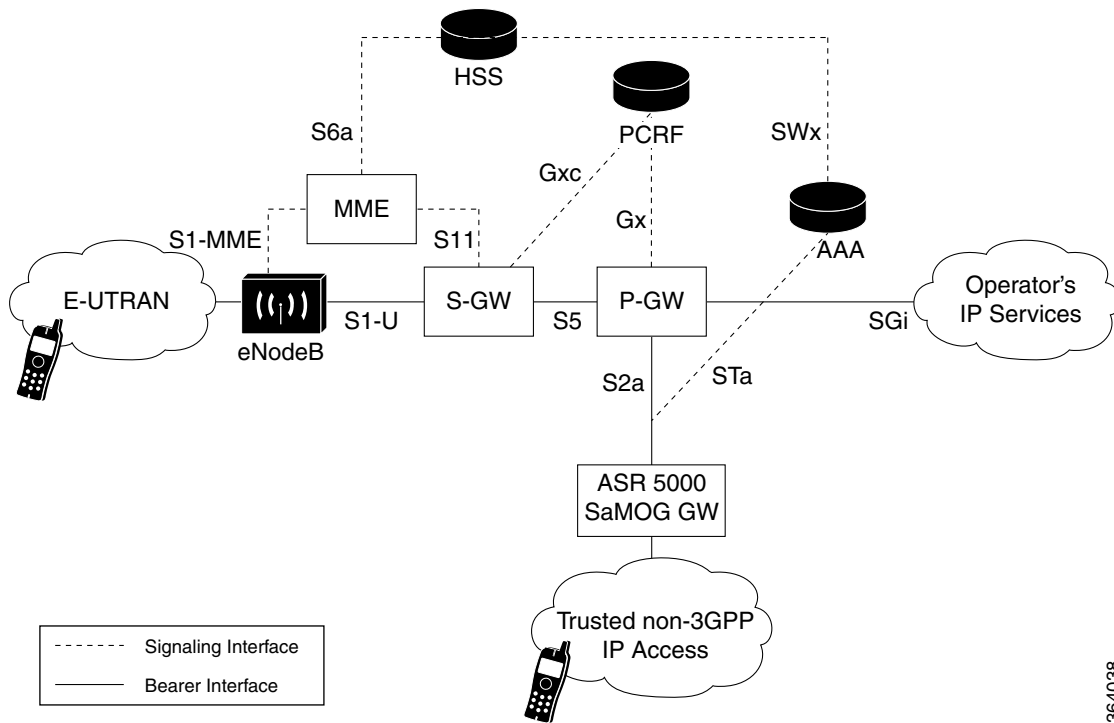 HSS
PCRF
S6a
SWx
Gxc
MME
Gx
S1-MME
S11
AAA
E-UTRAN
S-GW
P-GW
Operator's
IP Services
S1-U
S5
SGi
eNodeB
S2a
STa
ASR 5000
SaMOG GW
Trusted non-3GPP
IP Access
Signaling Interface
Bearer Interface
364038